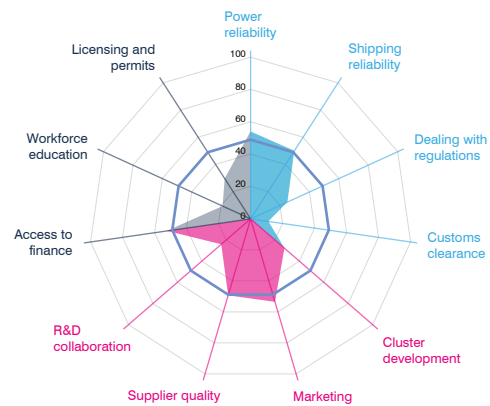 Power
reliability
Shipping
reliability
Dealing with
regulations
Customs
clearance
Cluster
development
Marketing
Supplier quality
R&D
collaboration
Access to
finance
Workforce
education
Licensing and
permits
100
80
60
40
20
0